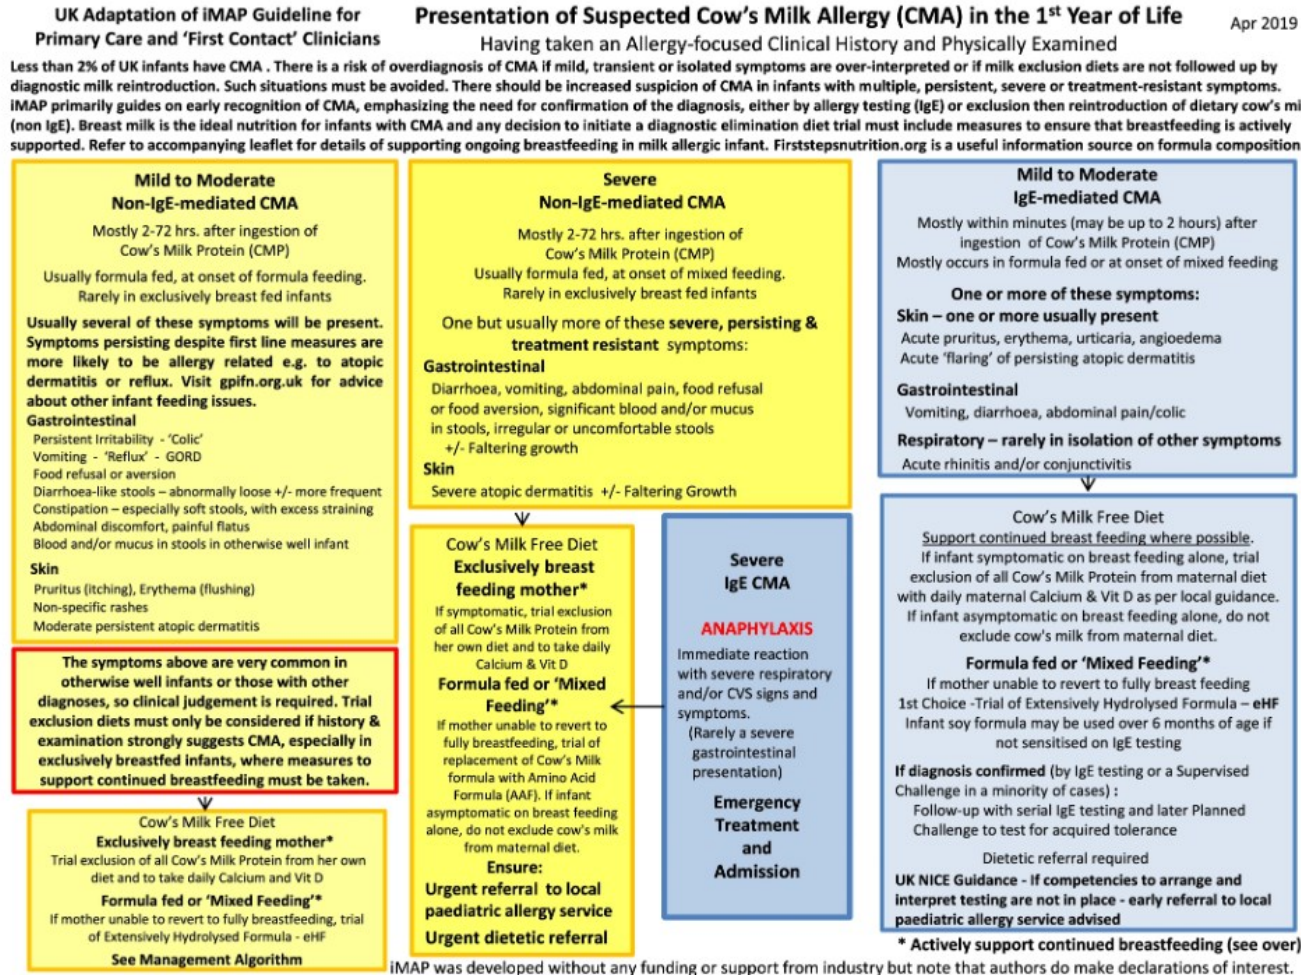 UK Adaptation of iMAP Guideline for
Primary Care and 'First Contact' Clinicians
Presentation of Suspected Cow's Milk Allergy (CMA) in the 1st Year of Life
Having taken an Allergy-focused Clinical History and Physically Examined
Apr 2019
Less than 2% of UK infants have CMA . There is a risk of overdiagnosis of CMA if mild, transient or isolated symptoms are over-interpreted or if milk exclusion diets are not followed up by
diagnostic milk reintroduction. Such situations must be avoided. There should be increased suspicion of CMA in infants with multiple, persistent, severe or treatment-resistant symptoms.
iMAP primarily guides on early recognition of CMA, emphasizing the need for confirmation of the diagnosis, either by allergy testing (IgE) or exclusion then reintroduction of dietary cow's mi
(non IgE). Breast milk is the ideal nutrition for infants with CMA and any decision to initiate a diagnostic elimination diet trial must include measures to ensure that breastfeeding is actively
supported. Refer to accompanying leaflet for details of supporting ongoing breastfeeding in milk allergic infant. Firststepsnutrition.org is a useful information source on formula composition
Mild to Moderate
Non-IgE-mediated CMA
Mostly 2-72 hrs. after ingestion of
Cow's Milk Protein (CMP)
Usually formula fed, at onset of formula feeding.
Rarely in exclusively breast fed infants
Usually several of these symptoms will be present.
Symptoms persisting despite first line measures are
more likely to be allergy related e.g. to atopic
dermatitis or reflux. Visit gpifn.org.uk for advice
about other infant feeding issues.
Gastrointestinal
Persistent Irritability - 'Colic'
Vomiting - 'Reflux' - GORD
Food refusal or aversion
Diarrhoea-like stools – abnormally loose +/- more frequent
Constipation – especially soft stools, with excess straining
Abdominal discomfort, painful flatus
Blood and/or mucus in stools in otherwise well infant
Skin
Pruritus (itching), Erythema (flushing)
Non-specific rashes
Moderate persistent atopic dermatitis
The symptoms above are very common in
otherwise well infants or those with other
diagnoses, so clinical judgement is required. Trial
exclusion diets must only be considered if history &
examination strongly suggests CMA, especially in
exclusively breastfed infants, where measures to
support continued breastfeeding must be taken.
Cow's Milk Free Diet
Exclusively breast feeding mother*
Trial exclusion of all Cow's Milk Protein from her own
diet and to take daily Calcium and Vit D
Formula fed or 'Mixed Feeding'*
If mother unable to revert to fully breastfeeding, trial
of Extensively Hydrolysed Formula - eHF
See Management Algorithm
Severe
Non-IgE-mediated CMA
Mostly 2-72 hrs. after ingestion of
Cow's Milk Protein (CMP)
Usually formula fed, at onset of mixed feeding.
Rarely in exclusively breast fed infants
One but usually more of these severe, persisting &
treatment resistant symptoms:
Gastrointestinal
Diarrhoea, vomiting, abdominal pain, food refusal
or food aversion, significant blood and/or mucus
in stools, irregular or uncomfortable stools
+/- Faltering growth
Skin
Severe atopic dermatitis +/- Faltering Growth
Cow's Milk Free Diet
Exclusively breast
feeding mother*
If symptomatic, trial exclusion
of all Cow's Milk Protein from
her own diet and to take daily
Calcium & Vit D
Formula fed or 'Mixed
Feeding'*
If mother unable to revert to
fully breastfeeding, trial of
replacement of Cow's Milk
formula with Amino Acid
Formula (AAF). If infant
asymptomatic on breast feeding
alone, do not exclude cow's milk
from maternal diet.
Ensure:
Urgent referral to local
paediatric allergy service
Urgent dietetic referral
Severe
IgE CMA
ANAPHYLAXIS
Immediate reaction
with severe respiratory
and/or CVS signs and
symptoms.
(Rarely a severe
gastrointestinal
presentation)
Emergency
Treatment
and
Admission
Mild to Moderate
IgE-mediated CMA
Mostly within minutes (may be up to 2 hours) after
ingestion of Cow's Milk Protein (CMP)
Mostly occurs in formula fed or at onset of mixed feeding
One or more of these symptoms:
Skin – one or more usually present
Acute pruritus, erythema, urticaria, angioedema
Acute 'flaring' of persisting atopic dermatitis
Gastrointestinal
Vomiting, diarrhoea, abdominal pain/colic
Respiratory – rarely in isolation of other symptoms
Acute rhinitis and/or conjunctivitis
Cow's Milk Free Diet
Support continued breast feeding where possible.
If infant symptomatic on breast feeding alone, trial
exclusion of all Cow's Milk Protein from maternal diet
with daily maternal Calcium & Vit D as per local guidance.
If infant asymptomatic on breast feeding alone, do not
exclude cow's milk from maternal diet.
Formula fed or 'Mixed Feeding'*
If mother unable to revert to fully breast feeding
1st Choice -Trial of Extensively Hydrolysed Formula – eHF
Infant soy formula may be used over 6 months of age if
not sensitised on IgE testing
If diagnosis confirmed (by IgE testing or a Supervised
Challenge in a minority of cases) :
Follow-up with serial IgE testing and later Planned
Challenge to test for acquired tolerance
Dietetic referral required
UK NICE Guidance - If competencies to arrange and
interpret testing are not in place - early referral to local
paediatric allergy service advised
* Actively support continued breastfeeding (see over)
iMAP was developed without any funding or support from industry but note that authors do make declarations of interest.